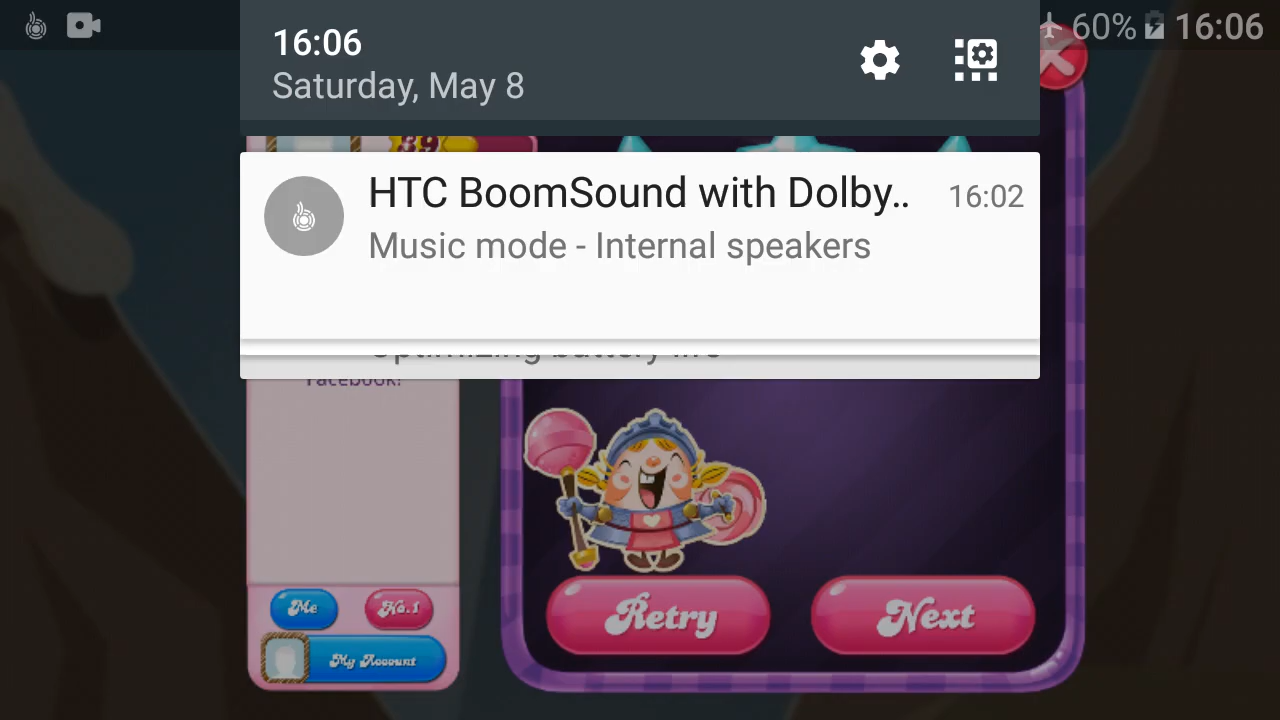 60% 16:06
16:06
Saturday, May 8
39
HTC BoomSound with Dolby..
16:02
Music mode - Internal speakers
Optimizing battery life
Facebook!
Retry
Next
Me
No.1
My Account